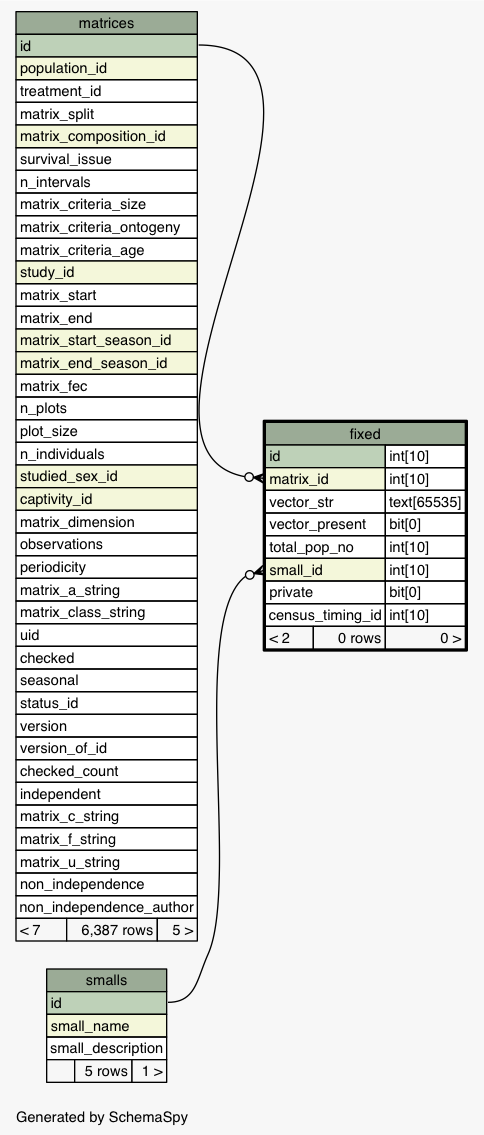 matrices
id
population_id
treatment_id
matrix_split
matrix_composition_id
survival_issue
n_intervals
matrix_criteria_size
matrix_criteria_ontogeny
matrix_criteria_age
study_id
matrix_start
matrix_end
matrix_start_season_id
matrix_end_season_id
matrix_fec
n_plots
plot_size
n_individuals
studied_sex_id
captivity_id
matrix_dimension
observations
periodicity
matrix_a_string
matrix_class_string
uid
checked
seasonal
status_id
version
version_of_id
checked_count
independent
matrix_c_string
matrix_f_string
matrix_u_string
non_independence
non_independence_author
< 7 6,387 rows 5 >
fixed
id int[10]
matrix_id int[10]
vector_str text[65535]
vector_present bit[0]
total_pop_no int[10]
small_id int[10]
private bit[0]
census_timing_id int[10]
< 2 0 rows 0 >
smalls
id
small_name
small_description
5 rows 1 >
Generated by SchemaSpy